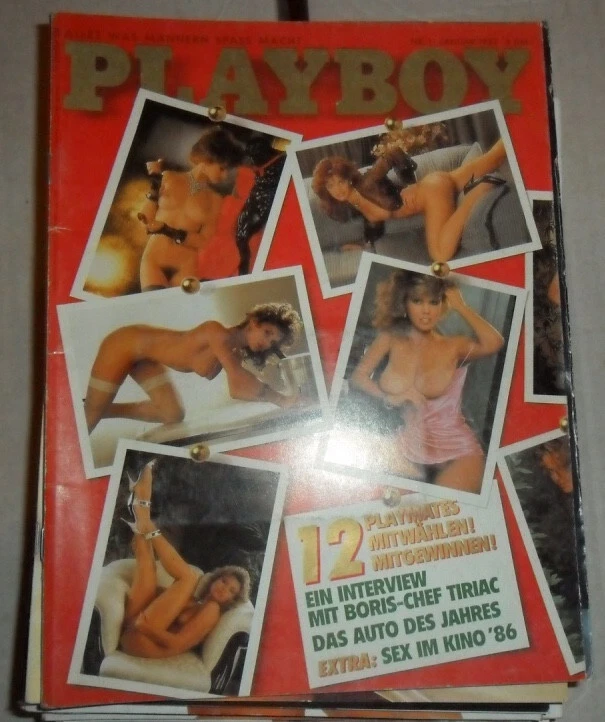 ALLES WAS MÄNNERN SPASS MACHT
PLAYBOY
12
PLAYMATES
MITWÄHLEN!
MITGEWINNEN!
EIN INTERVIEW
MIT BORIS-CHEF TIRIAC
DAS AUTO DES JAHRES
EXTRA: SEX IM KINO '86